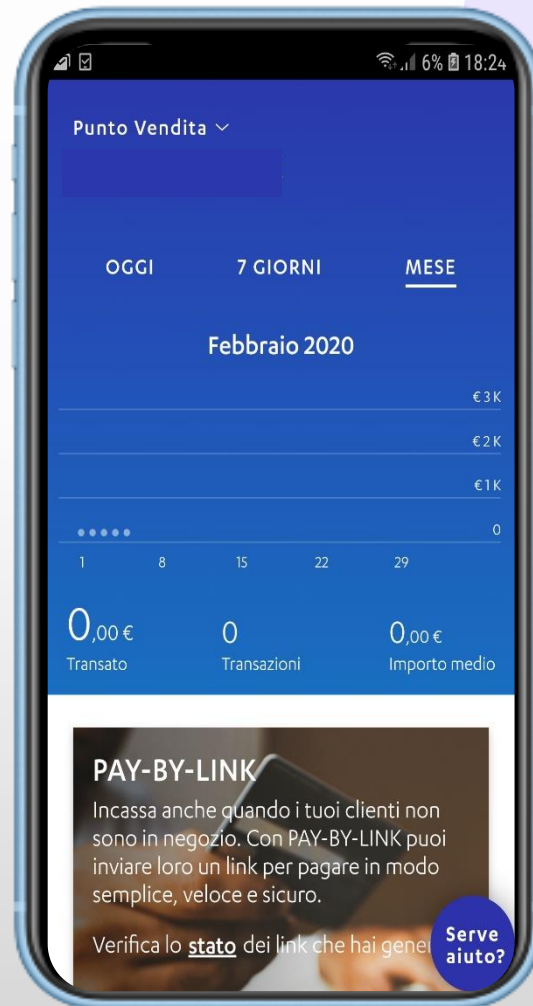 6% 18:24
Punto Vendita
OGGI 7 GIORNI MESE
Febbraio 2020
€3K
€2K
€1K
0
1 8 15 22 29
0,00 € 0 0,00 €
Transato Transazioni Importo medio
PAY-BY-LINK
Incassa anche quando i tuoi clienti non
sono in negozio. Con PAY-BY-LINK puoi
inviare loro un link per pagare in modo
semplice, veloce e sicuro.
Verifica lo stato dei link che hai gener
Serve
aiuto?